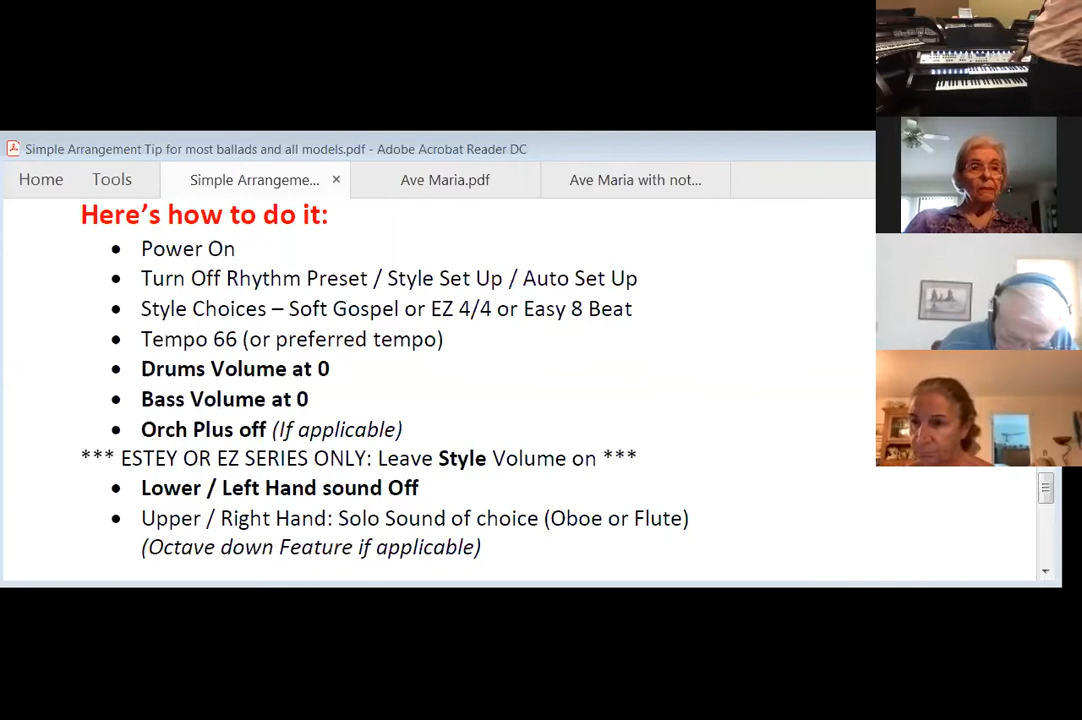 Simple Arrangement Tip for most ballads and all models.pdf - Adobe Acrobat Reader DC
Home Tools Simple Arrangeme... × Ave Maria.pdf Ave Maria with not...
Here’s how to do it:
• Power On
• Turn Off Rhythm Preset / Style Set Up / Auto Set Up
• Style Choices – Soft Gospel or EZ 4/4 or Easy 8 Beat
• Tempo 66 (or preferred tempo)
• Drums Volume at 0
• Bass Volume at 0
• Orch Plus off (If applicable)
*** ESTEY OR EZ SERIES ONLY: Leave Style Volume on ***
• Lower / Left Hand sound Off
• Upper / Right Hand: Solo Sound of choice (Oboe or Flute)
(Octave down Feature if applicable)